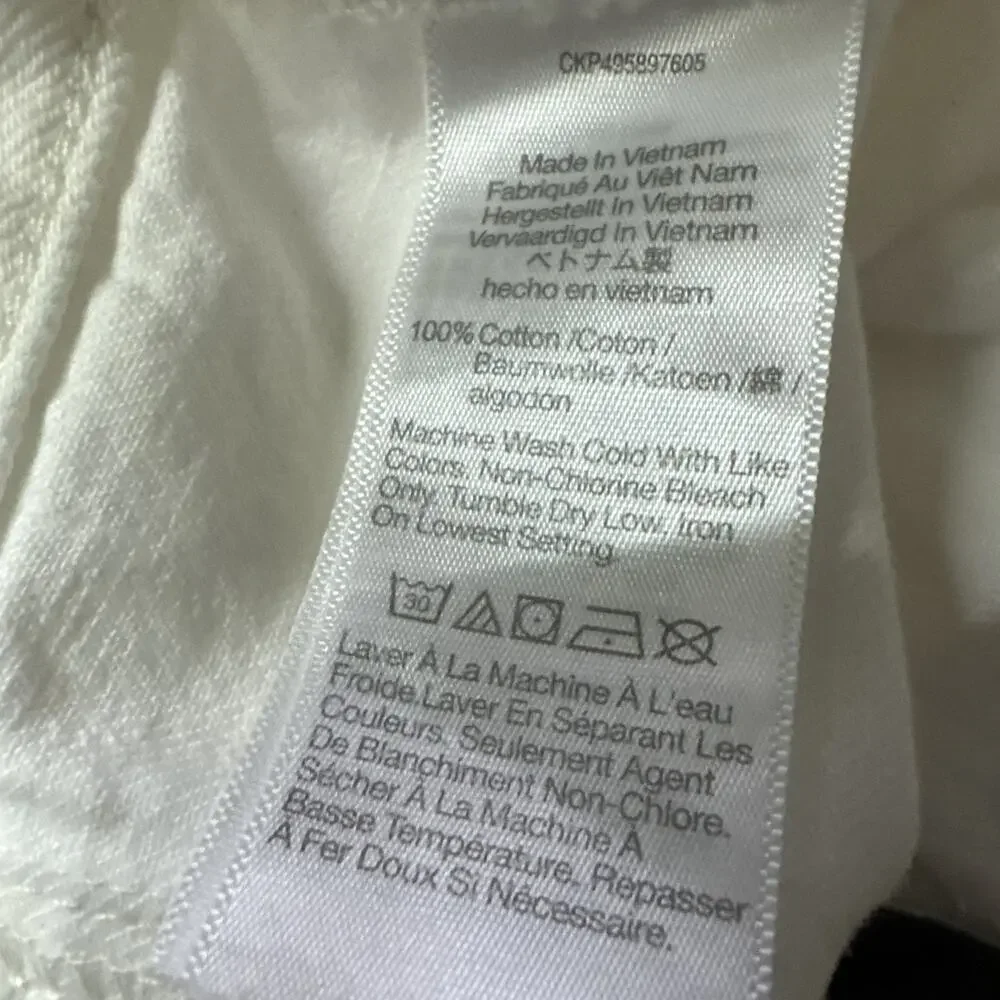 CKP495897605
Made In Vietnam
Fabriqué Au Viêt Nam
Hergestellt In Vietnam
Vervaardigd In Vietnam
ベトナム製
hecho en vietnam
100% Cotton /Coton /
Baumwolle /Katoen /綿 /
algodon
Machine Wash Cold With Like
Colors. Non-Chlorine Bleach
Only. Tumble Dry Low. Iron
On Lowest Setting.
30
Laver À La Machine À L'eau
Froide.Laver En Séparant Les
Couleurs. Seulement Agent
De Blanchiment Non-Chlore.
Sécher À La Machine À
Basse Température. Repasser
À Fer Doux Si Nécessaire.